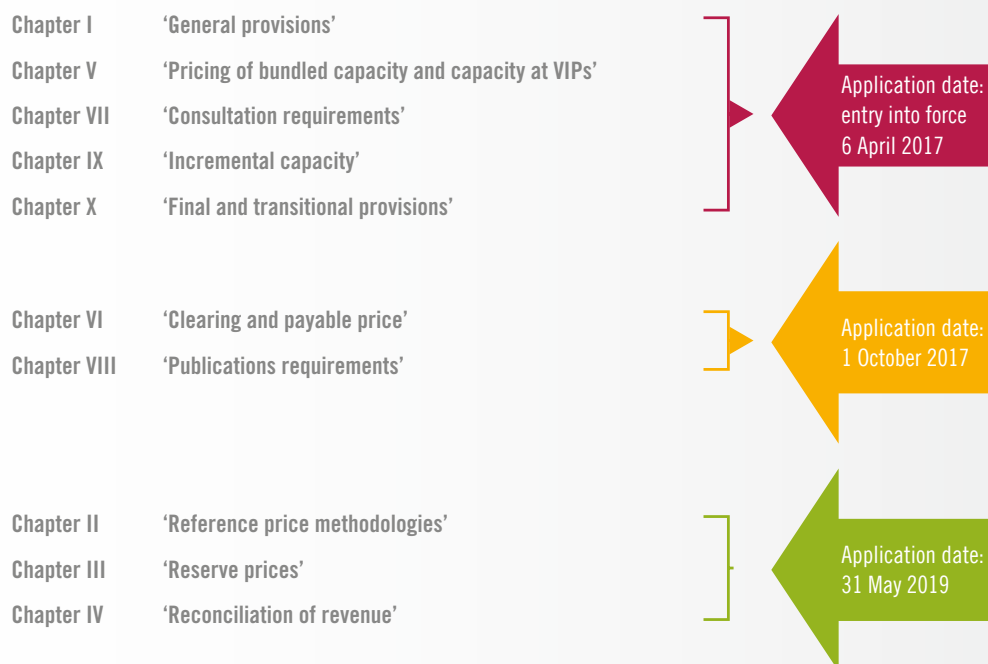 Chapter I ‘General provisions’
Chapter V ‘Pricing of bundled capacity and capacity at VIPs’
Chapter VII ‘Consultation requirements’
Chapter IX ‘Incremental capacity’
Chapter X ‘Final and transitional provisions’
Application date:
entry into force
6 April 2017
Chapter VI ‘Clearing and payable price’
Chapter VIII ‘Publications requirements’
Application date:
1 October 2017
Chapter II ‘Reference price methodologies’
Chapter III ‘Reserve prices’
Chapter IV ‘Reconciliation of revenue’
Application date:
31 May 2019